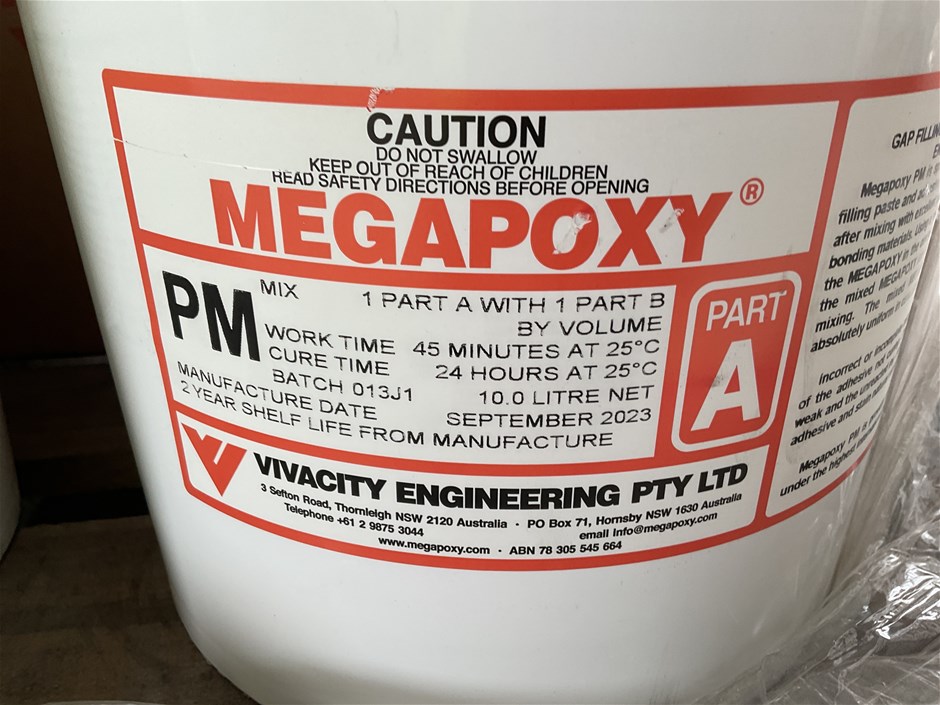 CAUTION
DO NOT SWALLOW
KEEP OUT OF REACH OF CHILDREN
READ SAFETY DIRECTIONS BEFORE OPENING
MEGAPOXY®
PM
MIX 1 PART A WITH 1 PART B
BY VOLUME
WORK TIME 45 MINUTES AT 25°C
CURE TIME 24 HOURS AT 25°C
BATCH 013J1 10.0 LITRE NET
MANUFACTURE DATE SEPTEMBER 2023
2 YEAR SHELF LIFE FROM MANUFACTURE
PART
A
VIVACITY ENGINEERING PTY LTD
3 Sefton Road, Thornleigh NSW 2120 Australia · PO Box 71, Hornsby NSW 1630 Australia
Telephone +61 2 9875 3044 email Info@megapoxy.com
www.megapoxy.com · ABN 78 305 545 664
GAP
Megapoxy PM
filling paste and
after mixing with
bonding materials.
the MEGAPOXY in the
the mixed MEGAPOXY
mixing. The mixed
absolutely uniform in
Incorrect or
of the adhesive
weak and the
adhesive and stain
Megapoxy PM is
under the highest